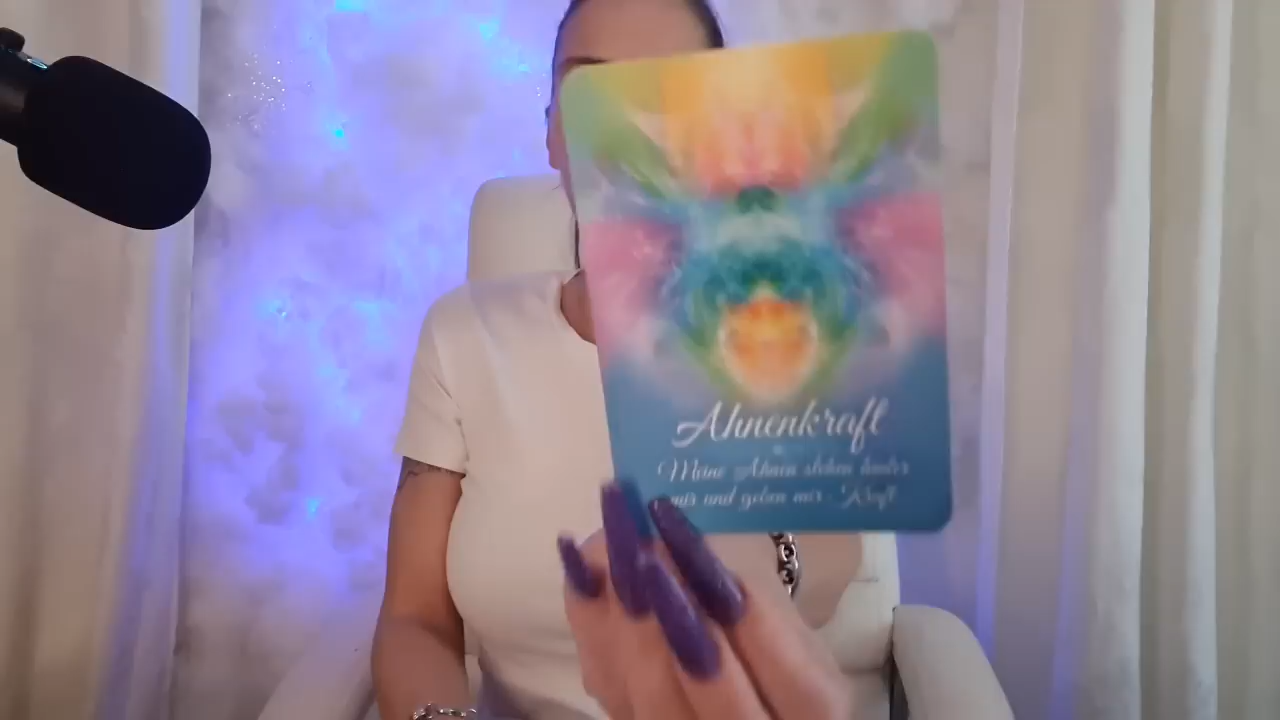 Ahnenkraft
Meine Ahnen stehen hinter
mir und geben mir Kraft